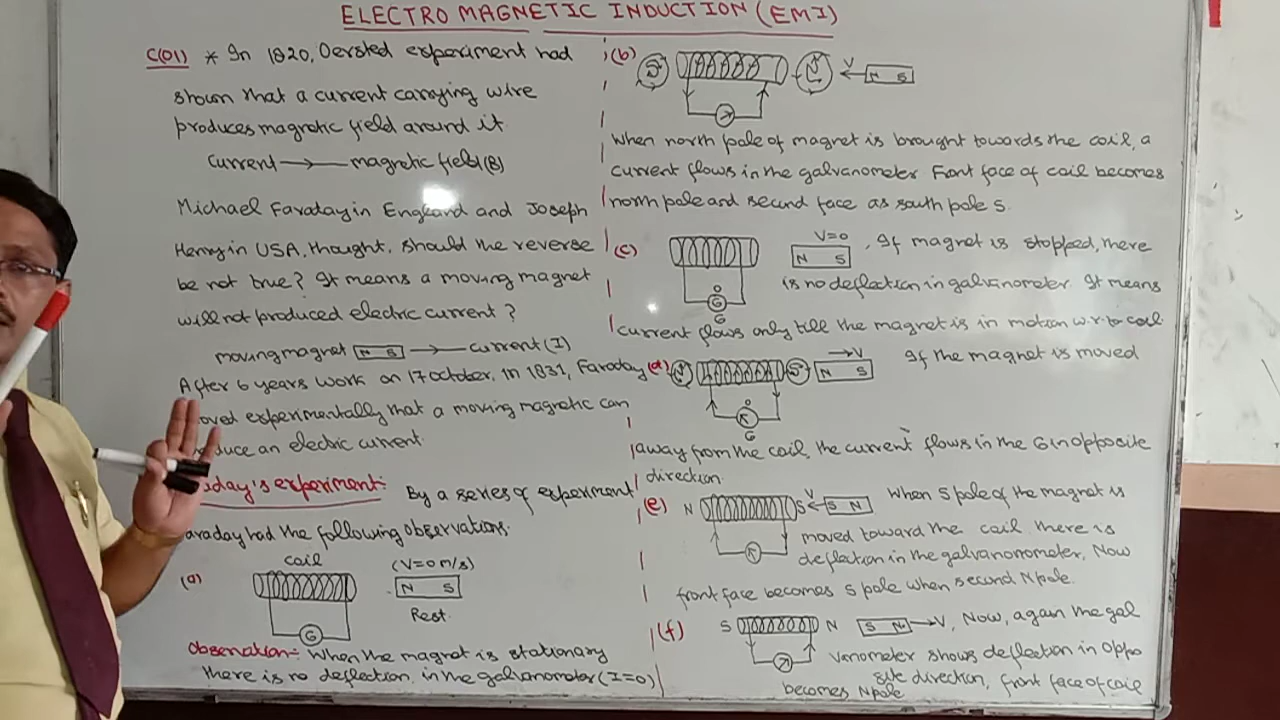 ELECTRO MAGNETIC INDUCTION (EMI)
C(01) * In 1820, Oersted experiment had
shown that a current carrying wire
produces magnetic field around it.
Current → magnetic field (B)
Michael Faraday in England and Joseph
Henry in USA, thought, should the reverse
be not true? It means a moving magnet
will not produced electric current?
moving magnet N S → current (I)
After 6 years work on 17 october, In 1831, Faraday
oved experimentally that a moving magnetic can
duce an electric current.
aday's experiment:- By a series of experiment
araday had the following observations.
(a) coil (V=0 m/s)
N S
Rest.
G
Observation:- When the magnet is stationary
there is no deflection in the galvanometer (I=0)
(b) S N V N S
When north pole of magnet is brought towards the coil, a
current flows in the galvanometer Front face of coil becomes
north pole and second face as south pole S.
(c) V=0 N S , If magnet is stopped, there
is no deflection in galvanometer. It means
O
G
G
current flows only till the magnet is in motion w.r.to coil
(d) S →V N S If the magnet is moved
O
G
away from the coil, the current flows in the G in opposite
direction.
(e) N S V S N When S pole of the magnet is
moved toward the coil there is
deflection in the galvanonometer, Now
front face becomes S pole when second N pole.
(f) S N S N →V, Now, again the gal
vanometer shows deflection in oppo
site direction, front face of coil
becomes N pole